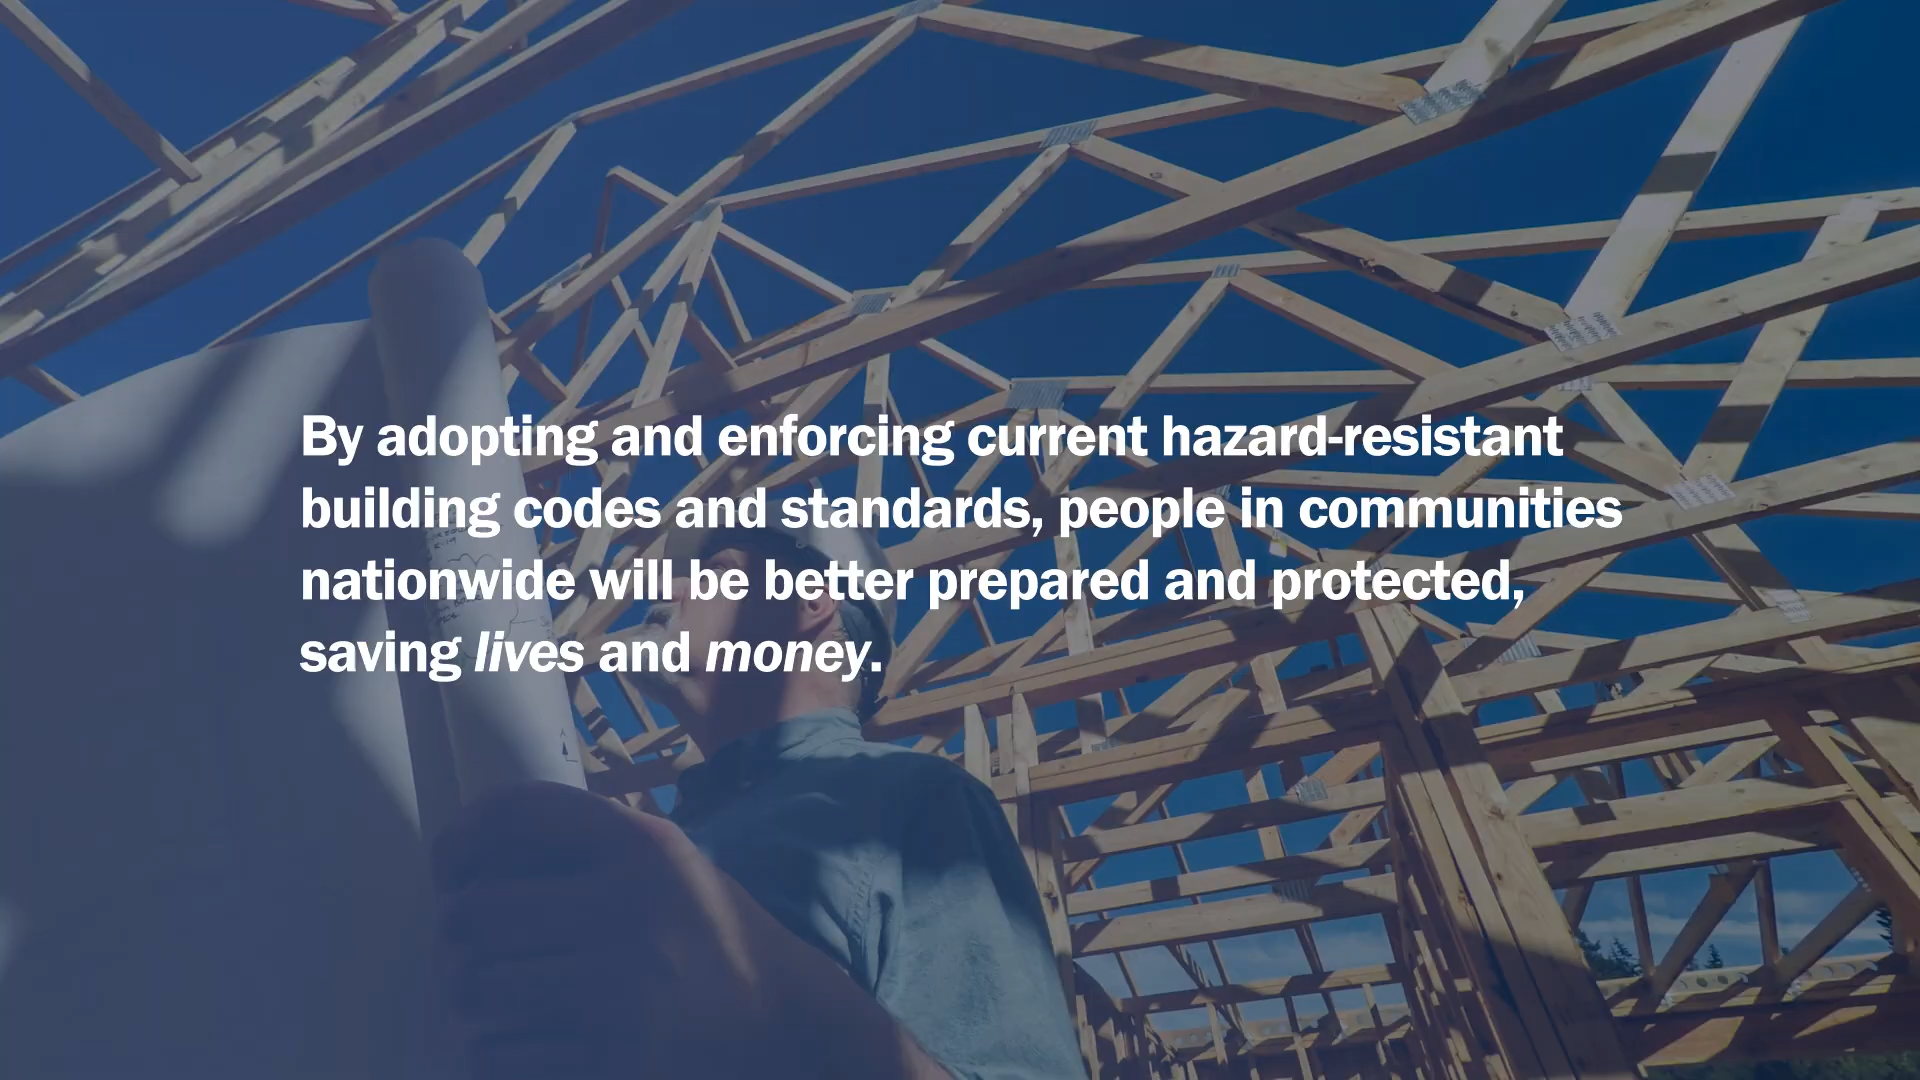 By adopting and enforcing current hazard-resistant
building codes and standards, people in communities
nationwide will be better prepared and protected,
saving lives and money.